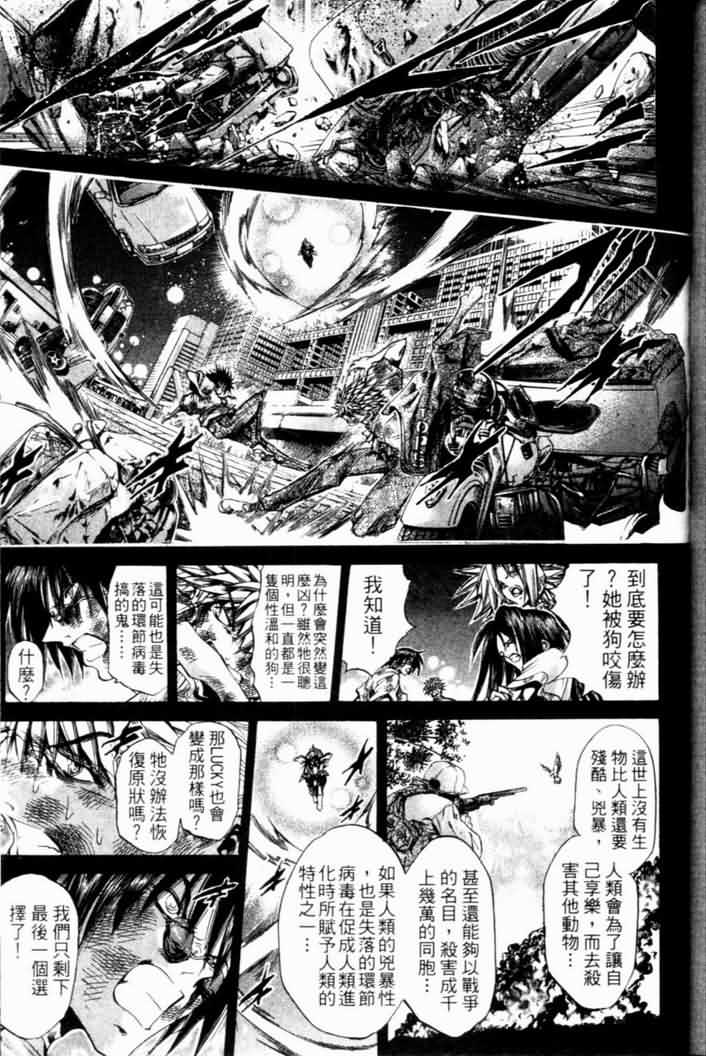 到底要怎麼辦
？她被狗咬傷
了！
我知道！
為什麼會突然變這
麼凶？雖然牠很聰
明，但一直都是一
隻個性溫和的狗…
這可能也是失
落的環節病毒
搞的鬼……
什麼？
這世上沒有生
物比人類還要
殘酷、兇暴，
人類會為了讓自
己享樂，而去殺
害其他動物…
甚至還能夠以戰爭
的名目，殺害成千
上幾萬的同胞…
如果人類的兇暴性
，也是失落的環節
病毒在促成人類進
化時所賦予人類的
特性之一…
那LUCKY也會
變成那樣嗎？
牠沒辦法恢
復原狀嗎？
我們只剩下
最後一個選
擇了！